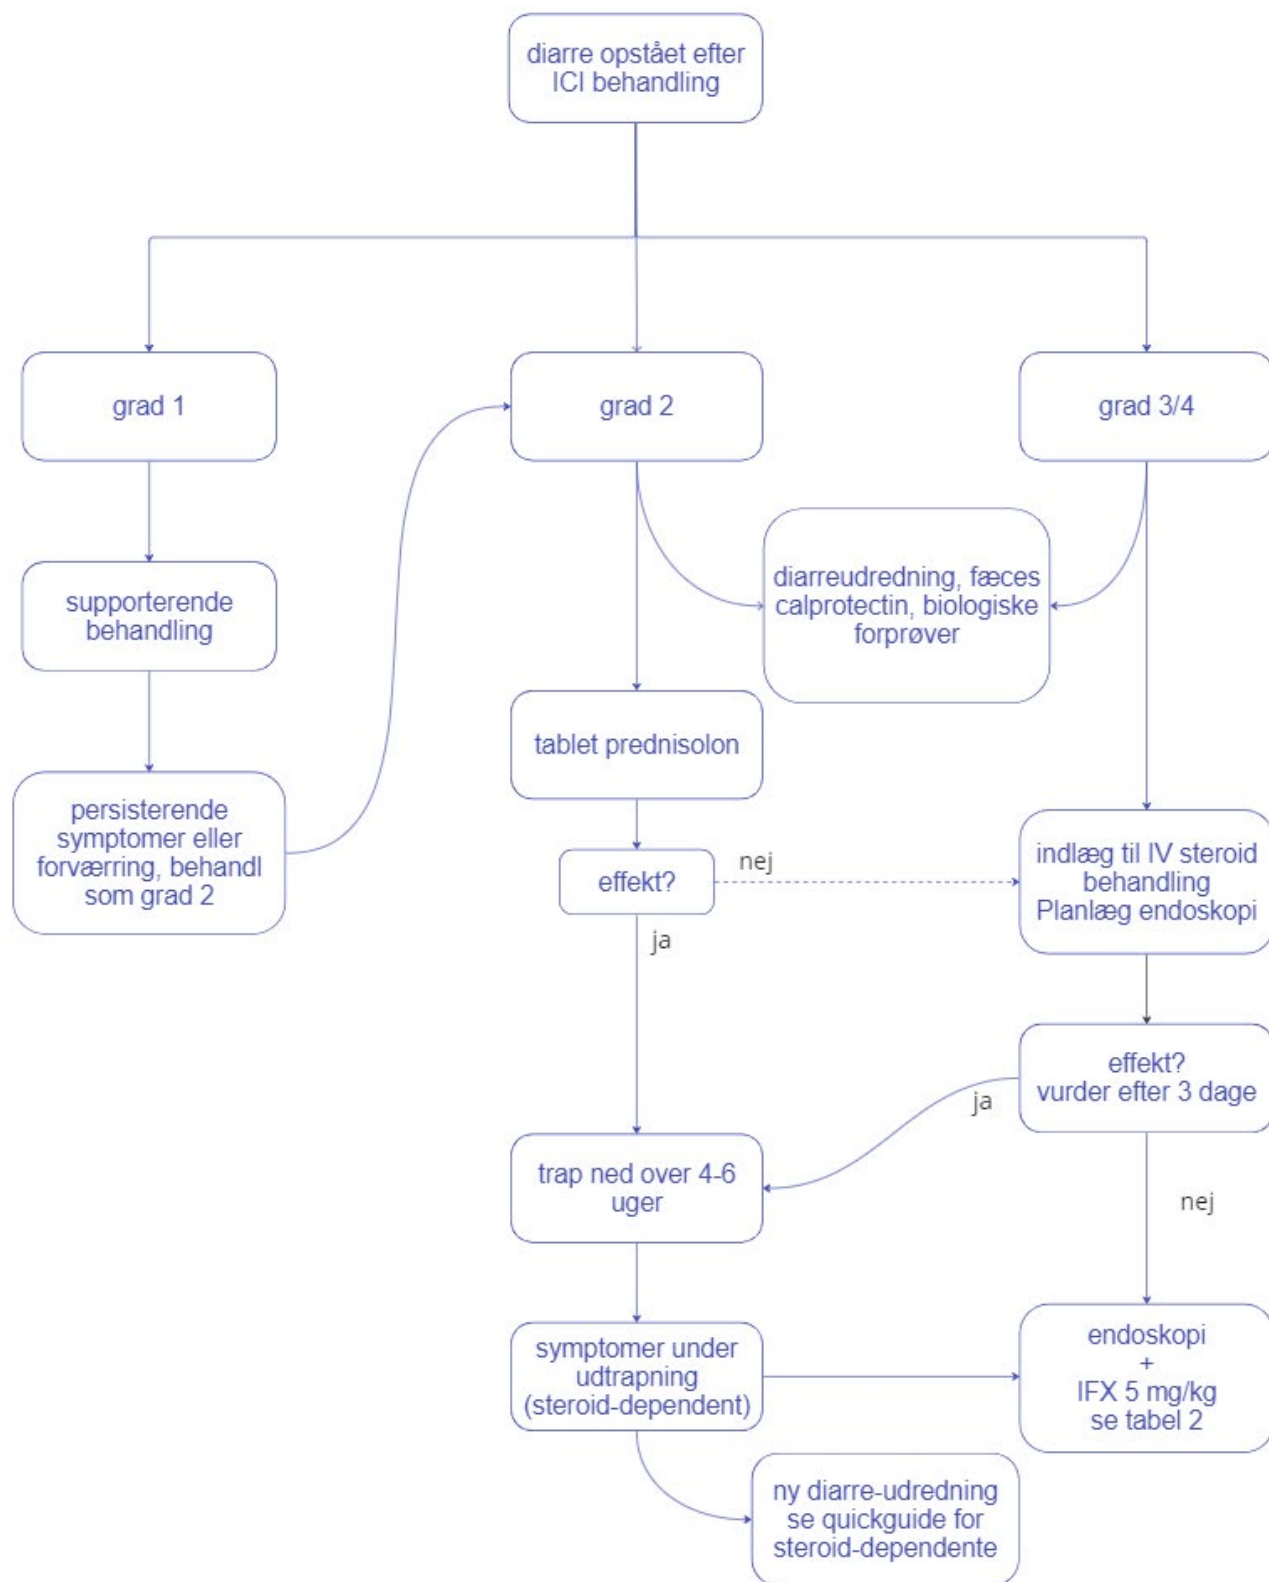 diarre opstået efter
ICI behandling
grad 1
grad 2
grad 3/4
supporterende
behandling
diarreudredning, fæces
calprotectin, biologiske
forprøver
tablet prednisolon
persisterende
symptomer eller
forværring, behandl
som grad 2
effekt?
nej
indlæg til IV steroid
behandling
Planlæg endoskopi
ja
effekt?
vurder efter 3 dage
ja
trap ned over 4-6
uger
nej
symptomer under
udtrapning
(steroid-dependent)
endoskopi
+
IFX 5 mg/kg
se tabel 2
ny diarre-udredning
se quickguide for
steroid-dependente